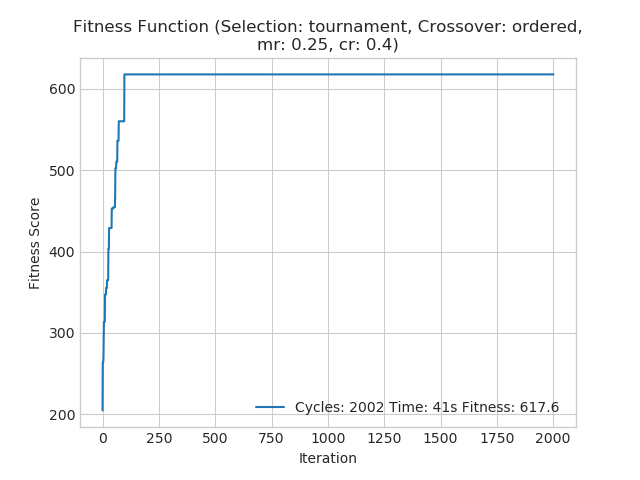 Fitness Function (Selection: tournament, Crossover: ordered,
mr: 0.25, cr: 0.4)
600
500
400
300
200
Fitness Score
Cycles: 2002 Time: 41s Fitness: 617.6
0 250 500 750 1000 1250 1500 1750 2000
Iteration